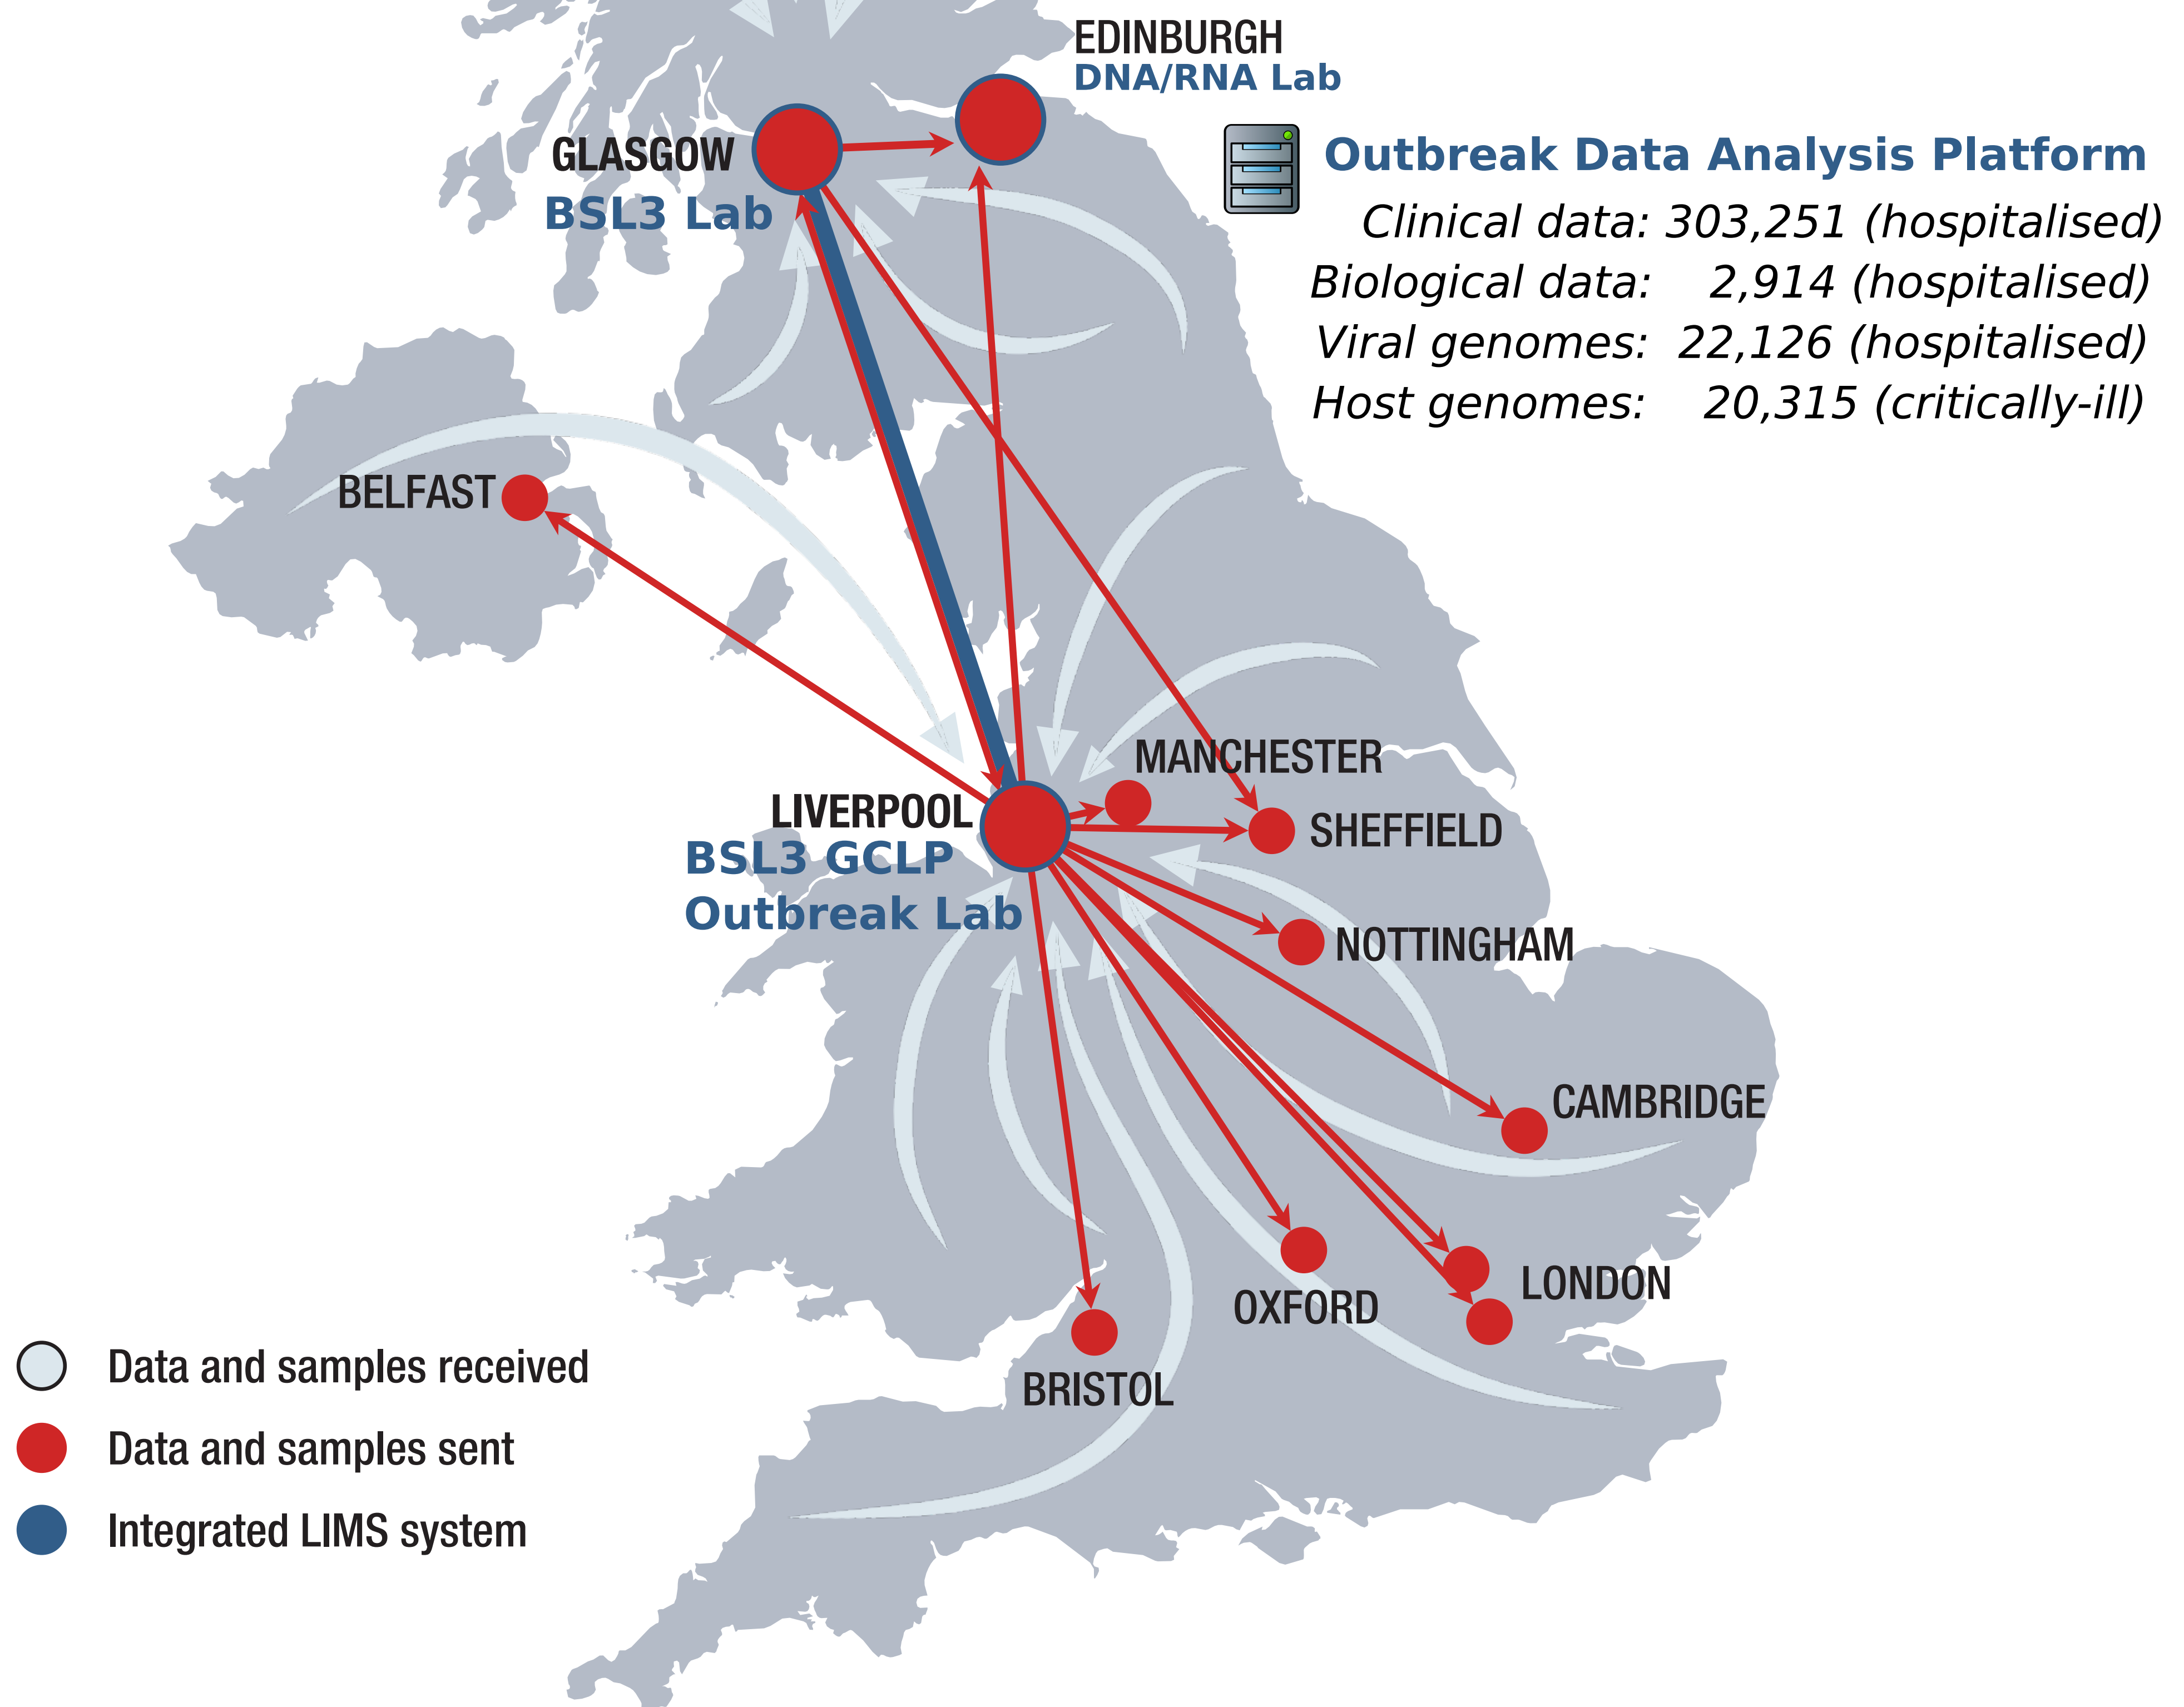 EDINBURGH
DNA/RNA Lab
GLASGOW
BSL3 Lab
Outbreak Data Analysis Platform
Clinical data: 303,251 (hospitalised)
Biological data: 2,914 (hospitalised)
Viral genomes: 22,126 (hospitalised)
Host genomes: 20,315 (critically-ill)
BELFAST
MANCHESTER
LIVERPOOL
BSL3 GCLP
Outbreak Lab
SHEFFIELD
NOTTINGHAM
CAMBRIDGE
LONDON
OXFORD
BRISTOL
Data and samples received
Data and samples sent
Integrated LIMS system